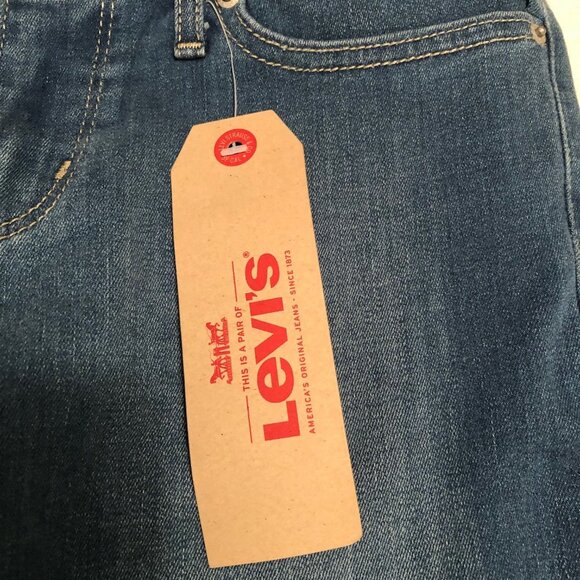 THIS IS A PAIR OF
Levi's®
AMERICA'S ORIGINAL JEANS - SINCE 1873